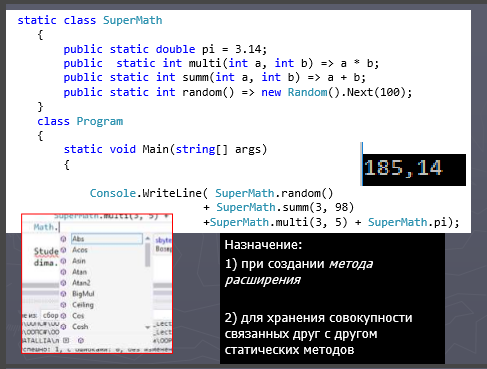 static class SuperMath
{
public static double pi = 3.14;
public static int multi(int a, int b) => a * b;
public static int summ(int a, int b) => a + b;
public static int random() => new Random().Next(100);
}
class Program
{
static void Main(string[] args)
{
Console.WriteLine( SuperMath.random()
+ SuperMath.summ(3, 98)
+SuperMath.multi(3, 5) + SuperMath.pi);
185,14
SuperMath.multi(3, 5) +
Math.
Abs
Acos
Asin
Atan
Atan2
BigMul
Ceiling
Cos
Cosh
Stude
dima.
sbyte
Назначение:
1) при создании метода
расширения
2) для хранения совокупности
связанных друг с другом
статических методов